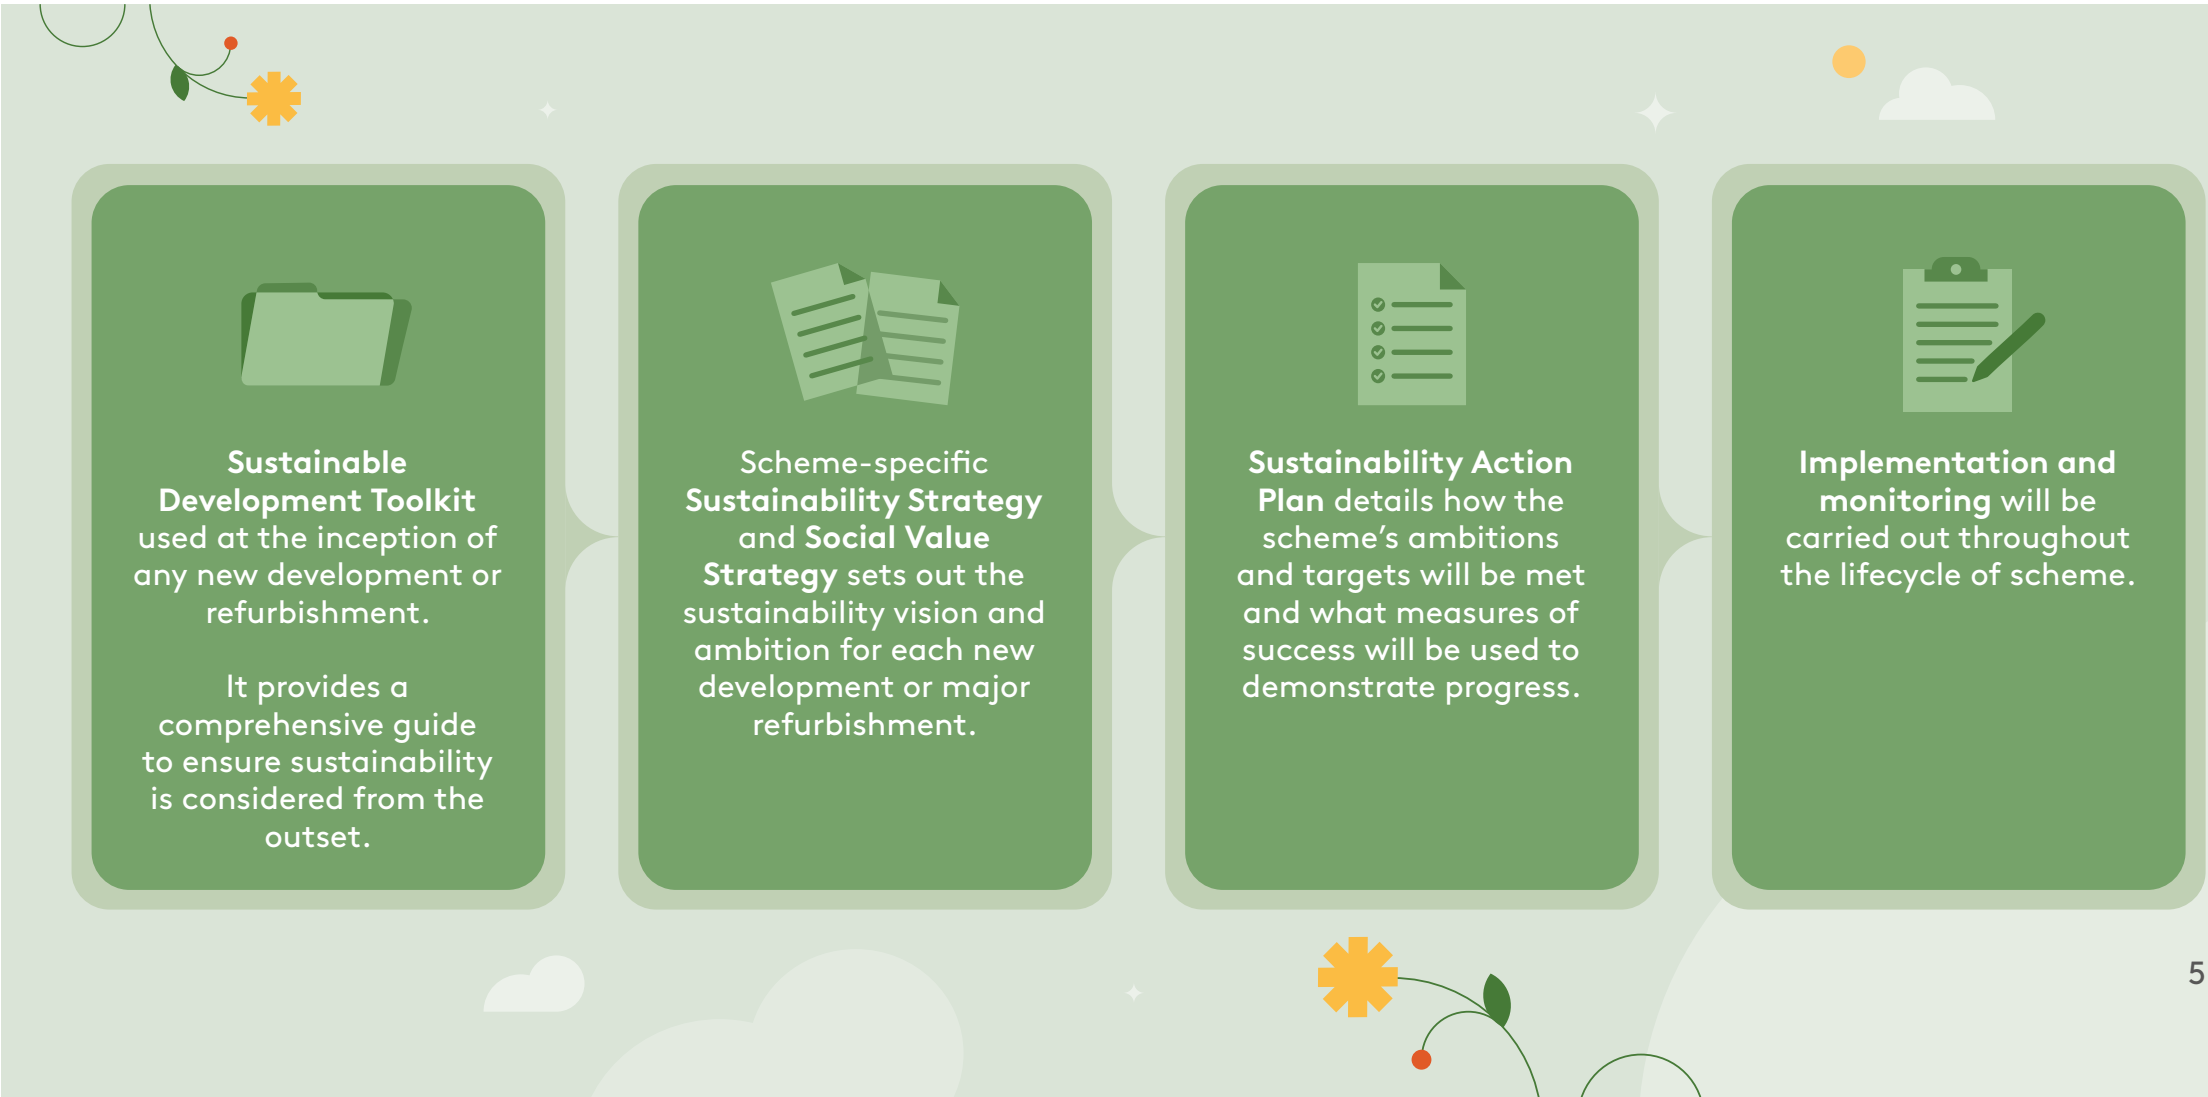 Sustainable
Development Toolkit
used at the inception of
any new development or
refurbishment.
It provides a
comprehensive guide
to ensure sustainability
is considered from the
outset.
Scheme-specific
Sustainability Strategy
and Social Value
Strategy sets out the
sustainability vision and
ambition for each new
development or major
refurbishment.
Sustainability Action
Plan details how the
scheme’s ambitions
and targets will be met
and what measures of
success will be used to
demonstrate progress.
Implementation and
monitoring will be
carried out throughout
the lifecycle of scheme.
5